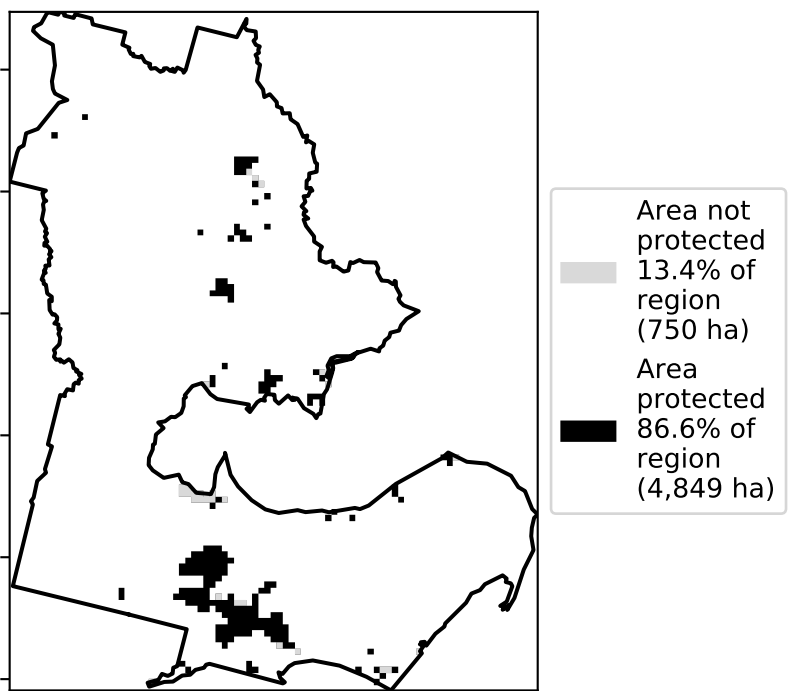 Area not
protected
13.4% of
region
(750 ha)
Area
protected
86.6% of
region
(4,849 ha)